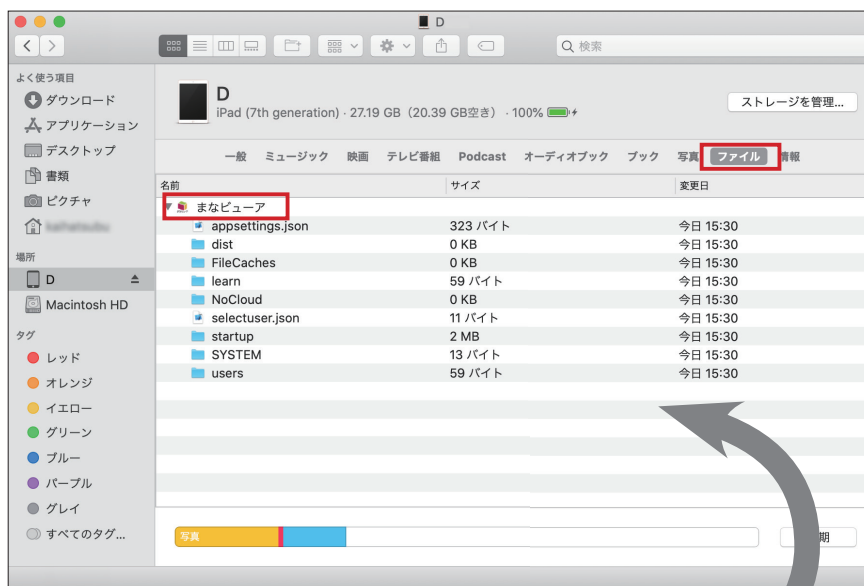 D
検索
よく使う項目
ダウンロード
アプリケーション
デスクトップ
書類
ピクチャ
場所
D
Macintosh HD
タグ
レッド
オレンジ
イエロー
グリーン
ブルー
パープル
グレイ
すべてのタグ...
D
iPad (7th generation) · 27.19 GB（20.39 GB空き） · 100%
ストレージを管理...
一般 ミュージック 映画 テレビ番組 Podcast オーディオブック ブック 写真 ファイル 情報
名前 サイズ 変更日
まなビューア
appsettings.json 323 バイト 今日 15:30
dist 0 KB 今日 15:30
FileCaches 0 KB 今日 15:30
learn 59 バイト 今日 15:30
NoCloud 0 KB 今日 15:30
selectuser.json 11 バイト 今日 15:30
startup 2 MB 今日 15:30
SYSTEM 13 バイト 今日 15:30
users 59 バイト 今日 15:30
写真
期